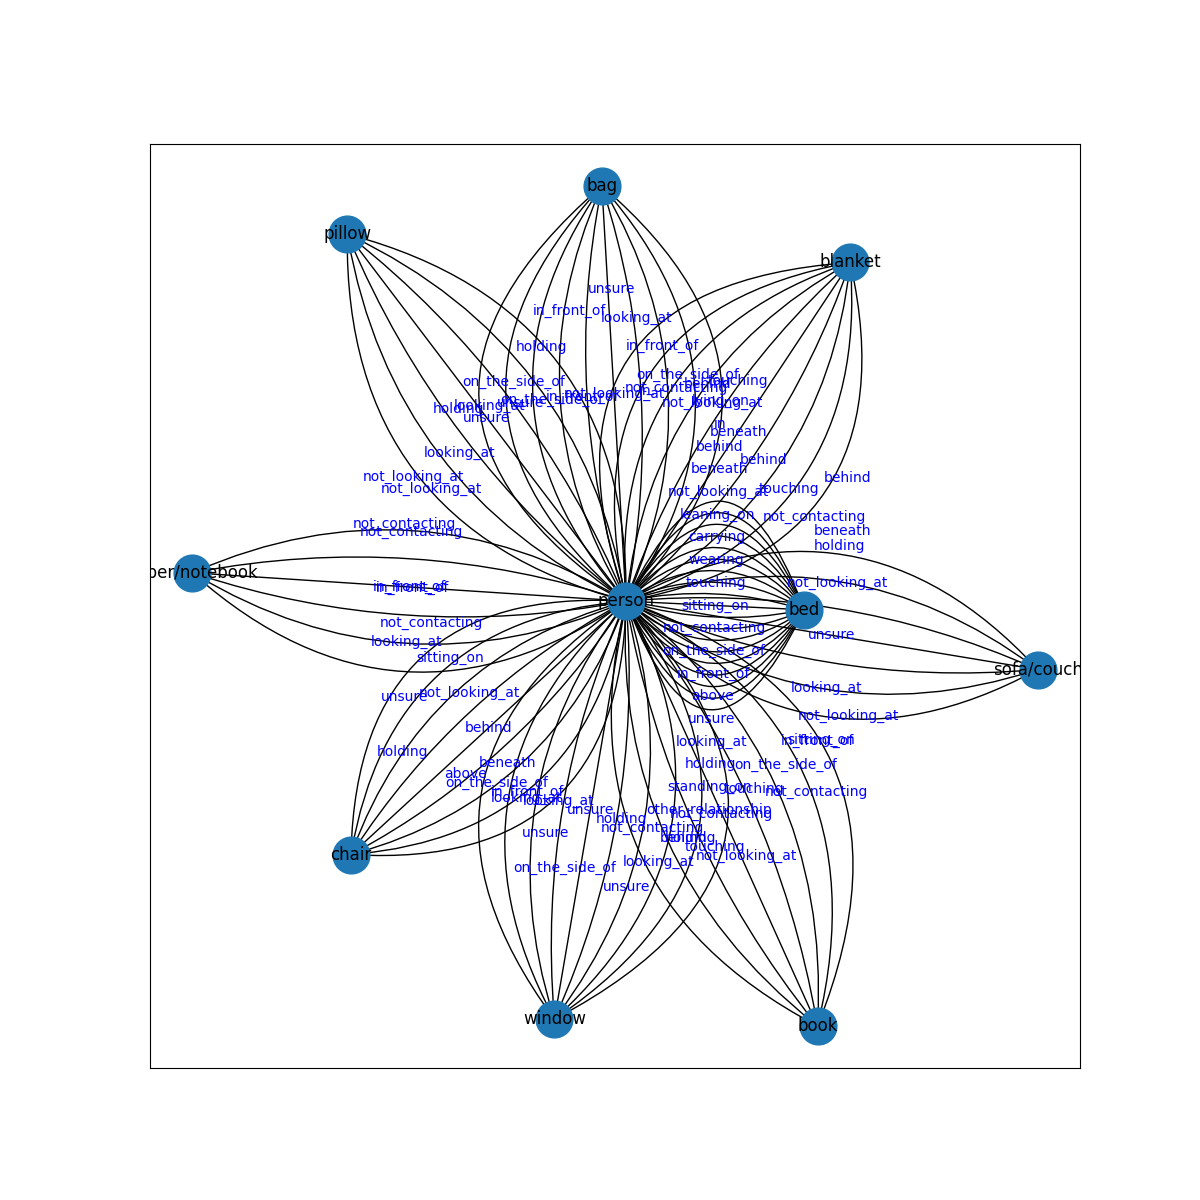 bag
pillow
blanket
unsure
in_front_of
looking_at
holding
in_front_of
on_the_side_of
on_the_side_of
touching
not_contacting
not_looking_at
not_looking_at
holding
looking_at
unsure
in
beneath
behind
looking_at
behind
beneath
not_looking_at
behind
not_looking_at
not_looking_at
touching
leaning_on
not_contacting
not_contacting
not_contacting
carrying
beneath
holding
wearing
per/notebook
in_front_of
in_front_of
touching
not_looking_at
person
sitting_on
bed
not_contacting
not_contacting
unsure
looking_at
on_the_side_of
sitting_on
in_front_of
sofa/couch
unsure
not_looking_at
above
looking_at
unsure
not_looking_at
behind
looking_at
in_front_of
sitting_on
holding
beneath
holding
on_the_side_of
above
on_the_side_of
standing_on
touching
not_contacting
in_front_of
looking_at
looking_at
unsure
other_relationship
not_contacting
holding
not_contacting
unsure
behind
touching
chair
not_looking_at
on_the_side_of
looking_at
unsure
window
book